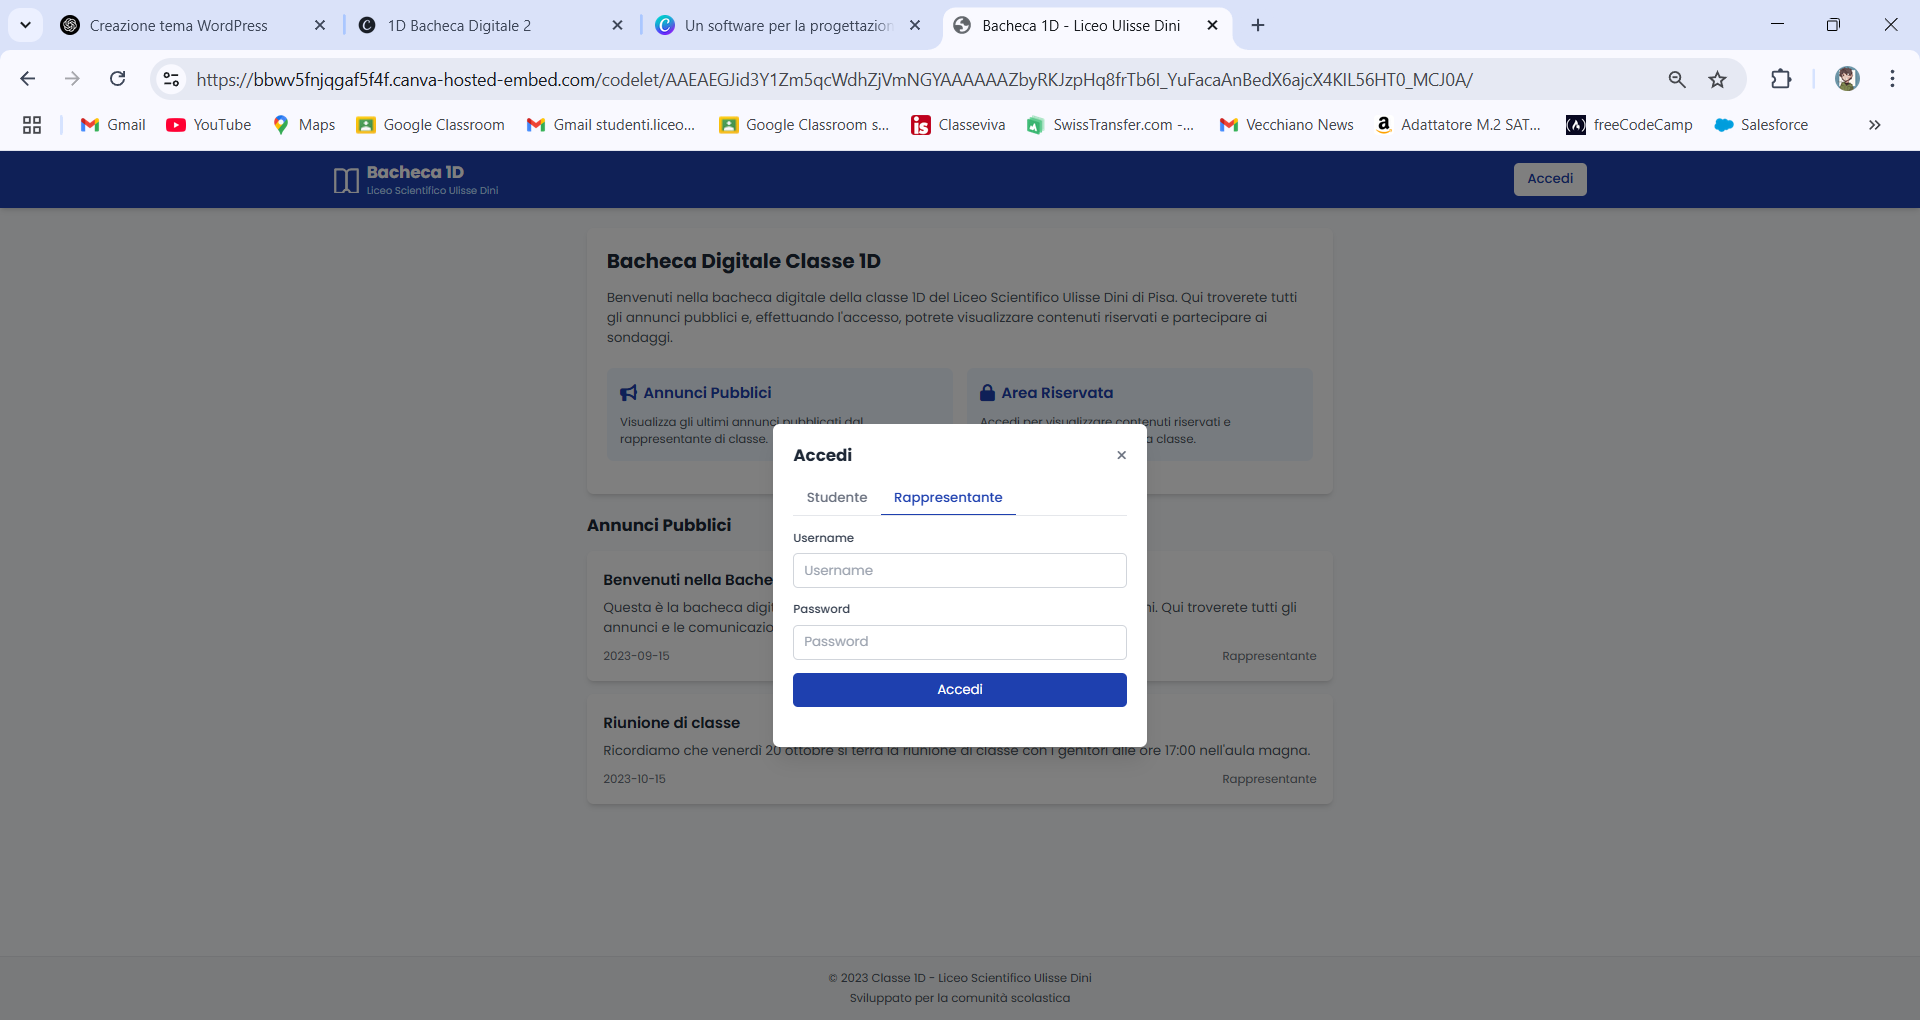 Creazione tema WordPress
1D Bacheca Digitale 2
Un software per la progettazion
Bacheca 1D - Liceo Ulisse Dini
https://bbwv5fnjqgaf5f4f.canva-hosted-embed.com/codelet/AAEAEGJid3Y1Zm5qcWdhZjVmNGYAAAAAAZbyRKJzpHq8frTb6I_YuFacaAnBedX6ajcX4KIL56HT0_MCJ0A/
Gmail
YouTube
Maps
Google Classroom
Gmail studenti.liceo...
Google Classroom s...
Classeviva
SwissTransfer.com -...
Vecchiano News
Adattatore M.2 SAT...
freeCodeCamp
Salesforce
Bacheca 1D
Liceo Scientifico Ulisse Dini
Accedi
Bacheca Digitale Classe 1D
Benvenuti nella bacheca digitale della classe 1D del Liceo Scientifico Ulisse Dini di Pisa. Qui troverete tutti
gli annunci pubblici e, effettuando l'accesso, potrete visualizzare contenuti riservati e partecipare ai
sondaggi.
Annunci Pubblici
Visualizza gli ultimi annunci pubblicati dal
rappresentante di classe.
Area Riservata
Accedi per visualizzare contenuti riservati e
a classe.
Accedi
Studente
Rappresentante
Username
Username
Password
Password
Accedi
Annunci Pubblici
Benvenuti nella Bache
Questa è la bacheca digit
ni. Qui troverete tutti gli
annunci e le comunicazio
2023-09-15
Rappresentante
Riunione di classe
Ricordiamo che venerdì 20 ottobre si terrà la riunione di classe con i genitori alle ore 17:00 nell'aula magna.
2023-10-15
Rappresentante
© 2023 Classe 1D - Liceo Scientifico Ulisse Dini
Sviluppato per la comunità scolastica